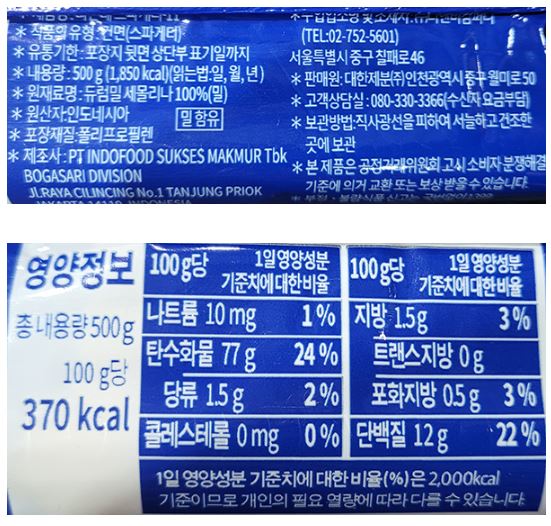 ＊식품의 유형 : 건면(스파게티)
＊유통기한 : 포장지 뒷면 상단부 표기일까지
＊내용량 : 500 g (1,850 kcal)(읽는법:일, 월, 년)
＊원재료명 : 듀럼밀 세몰리나 100%(밀)
＊원산지:인도네시아
밀 함유
＊포장재질:폴리프로필렌
＊제조사 : PT INDOFOOD SUKSES MAKMUR Tbk
BOGASARI DIVISION
JL.RAYA CILINCING No.1 TANJUNG PRIOK
JAKARTA 14110, INDONESIA
(TEL:02-752-5601)
서울특별시 중구 칠패로 46
＊판매원 : 대한제분(주)인천광역시 중구 월미로 50
＊고객상담실 : 080-330-3366(수신자 요금부담)
＊보관방법:직사광선을 피하여 서늘하고 건조한
곳에 보관
＊본 제품은 공정거래위원회 고시 소비자 분쟁해결
기준에 의거 교환 또는 보상 받을 수 있습니다.
영양정보
총 내용량 500 g
100 g당
370 kcal
100 g당 1일 영양성분
기준치에 대한 비율
나트륨 10 mg 1 %
탄수화물 77 g 24 %
당류 1.5 g 2 %
콜레스테롤 0 mg 0 %
100 g당 1일 영양성분
기준치에 대한 비율
지방 1.5 g 3 %
트랜스지방 0 g
포화지방 0.5 g 3 %
단백질 12 g 22 %
1일 영양성분 기준치에 대한 비율(%)은 2,000kcal
기준이므로 개인의 필요 열량에 따라 다를 수 있습니다.